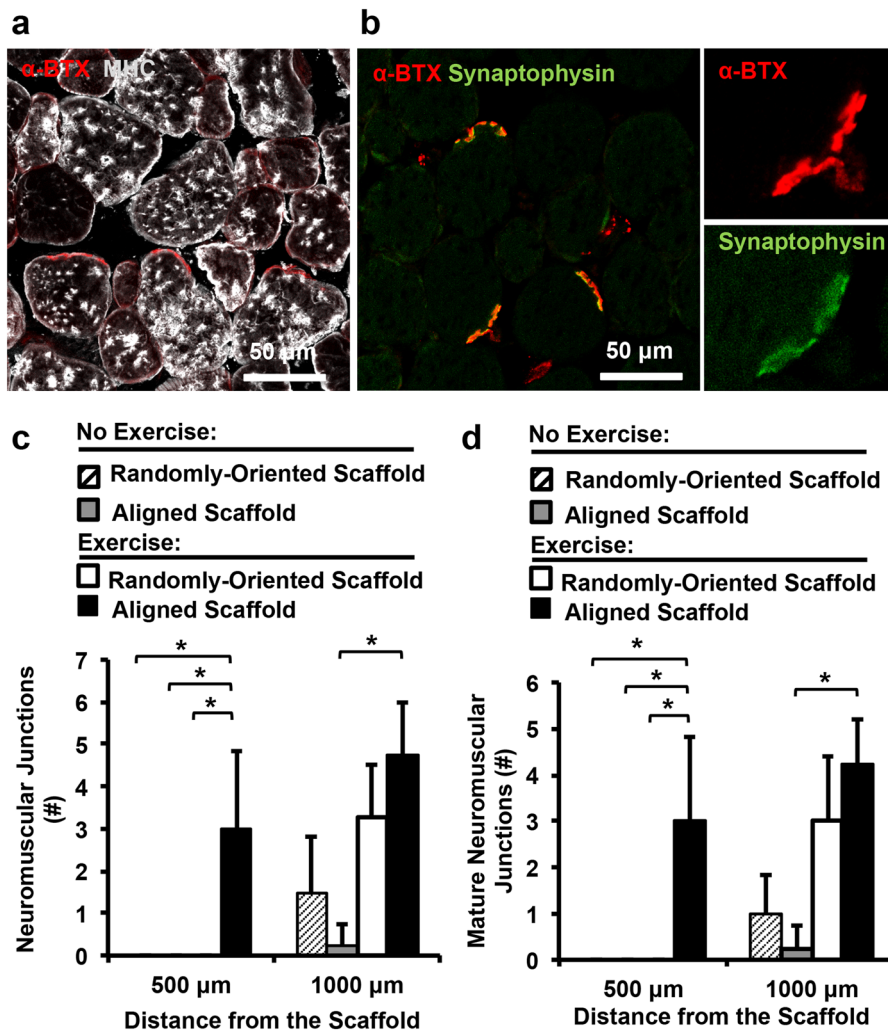 a
α-BTX MHC
50 µm
b
α-BTX Synaptophysin
50 µm
α-BTX
Synaptophysin
c
No Exercise:
Randomly-Oriented Scaffold
Aligned Scaffold
Exercise:
Randomly-Oriented Scaffold
Aligned Scaffold
*
*
*
*
7
6
5
4
3
2
1
0
Neuromuscular Junctions
(#)
500 µm
1000 µm
Distance from the Scaffold
d
No Exercise:
Randomly-Oriented Scaffold
Aligned Scaffold
Exercise:
Randomly-Oriented Scaffold
Aligned Scaffold
*
*
*
*
6
5
4
3
2
1
0
Mature Neuromuscular
Junctions (#)
500 µm
1000 µm
Distance from the Scaffold